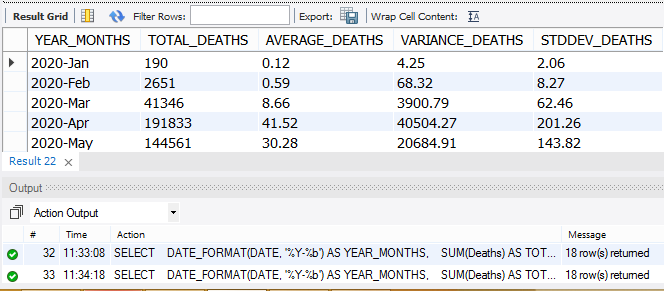 Result Grid Filter Rows: Export: Wrap Cell Content:
YEAR_MONTHS TOTAL_DEATHS AVERAGE_DEATHS VARIANCE_DEATHS STDDEV_DEATHS
2020-Jan 190 0.12 4.25 2.06
2020-Feb 2651 0.59 68.32 8.27
2020-Mar 41346 8.66 3900.79 62.46
2020-Apr 191833 41.52 40504.27 201.26
2020-May 144561 30.28 20684.91 143.82
Result 22
Output
Action Output
# Time Action Message
32 11:33:08 SELECT DATE_FORMAT(DATE, '%Y-%b') AS YEAR_MONTHS, SUM(Deaths) AS TOT... 18 row(s) returned
33 11:34:18 SELECT DATE_FORMAT(DATE, '%Y-%b') AS YEAR_MONTHS, SUM(Deaths) AS TOT... 18 row(s) returned